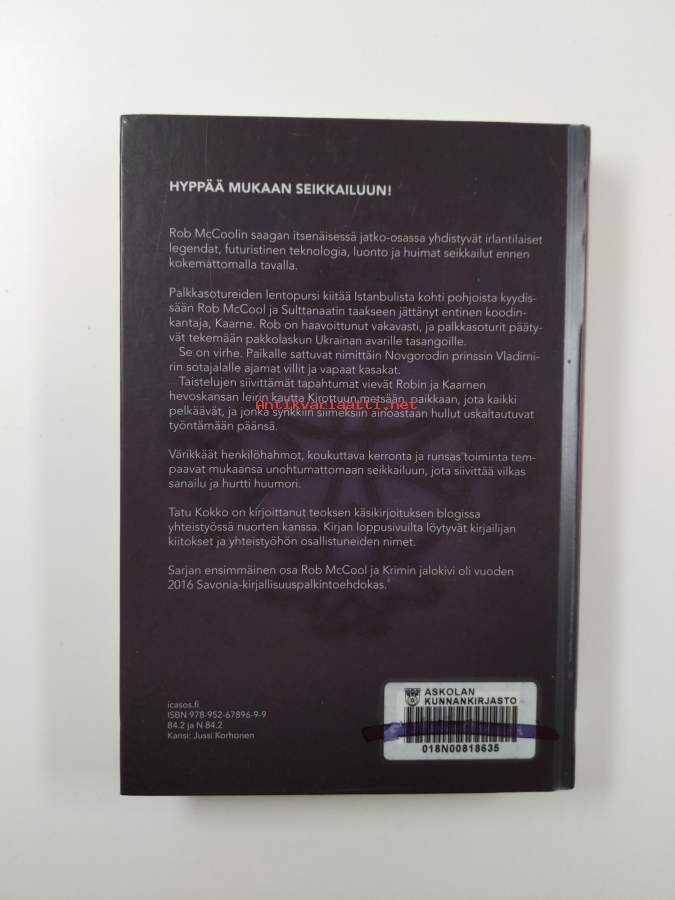 HYPPÄÄ MUKAAN SEIKKAILUUN!
Rob McCoolin saagan itsenäisessä jatko-osassa yhdistyvät irlantilaiset
legendat, futuristinen teknologia, luonto ja huimat seikkailut ennen
kokemattomalla tavalla.
Palkkasotureiden lentopursi kiitää Istanbulista kohti pohjoista kyydis-
sään Rob McCool ja Sulttanaatin taakseen jättänyt entinen koodin-
kantaja, Kaarne. Rob on haavoittunut vakavasti, ja palkkasoturit pääty-
vät tekemään pakkolaskun Ukrainan avarille tasangoille.
Se on virhe. Paikalle sattuvat nimittäin Novgorodin prinssin Vladimi-
rin sotajalalle ajamat villit ja vapaat kasakat.
Taistelujen siivittämät tapahtumat vievät Robin ja Kaarnen
hevoskansan leirin kautta Kirottuun metsään, paikkaan, jota kaikki
Antikvariaatti.net
pelkäävät, ja jonka synkkiin siimeksiin ainoastaan hullut uskaltautuvat
työntämään päänsä.
Värikkäät henkilöhahmot, koukuttava kerronta ja runsas toiminta tem-
paavat mukaansa unohtumattomaan seikkailuun, jota siivittää vilkas
sanailu ja hurtti huumori.
Tatu Kokko on kirjoittanut teoksen käsikirjoituksen blogissa
yhteistyössä nuorten kanssa. Kirjan loppusivuilta löytyvät kirjailijan
kiitokset ja yhteistyöhön osallistuneiden nimet.
Sarjan ensimmäinen osa Rob McCool ja Krimin jalokivi oli vuoden
2016 Savonia-kirjallisuuspalkintoehdokas.
icasos.fi
ISBN 978-952-67896-9-9
84.2 ja N 84.2
Kansi: Jussi Korhonen
ASKOLAN
KUNNANKIRJASTO
018N00818635